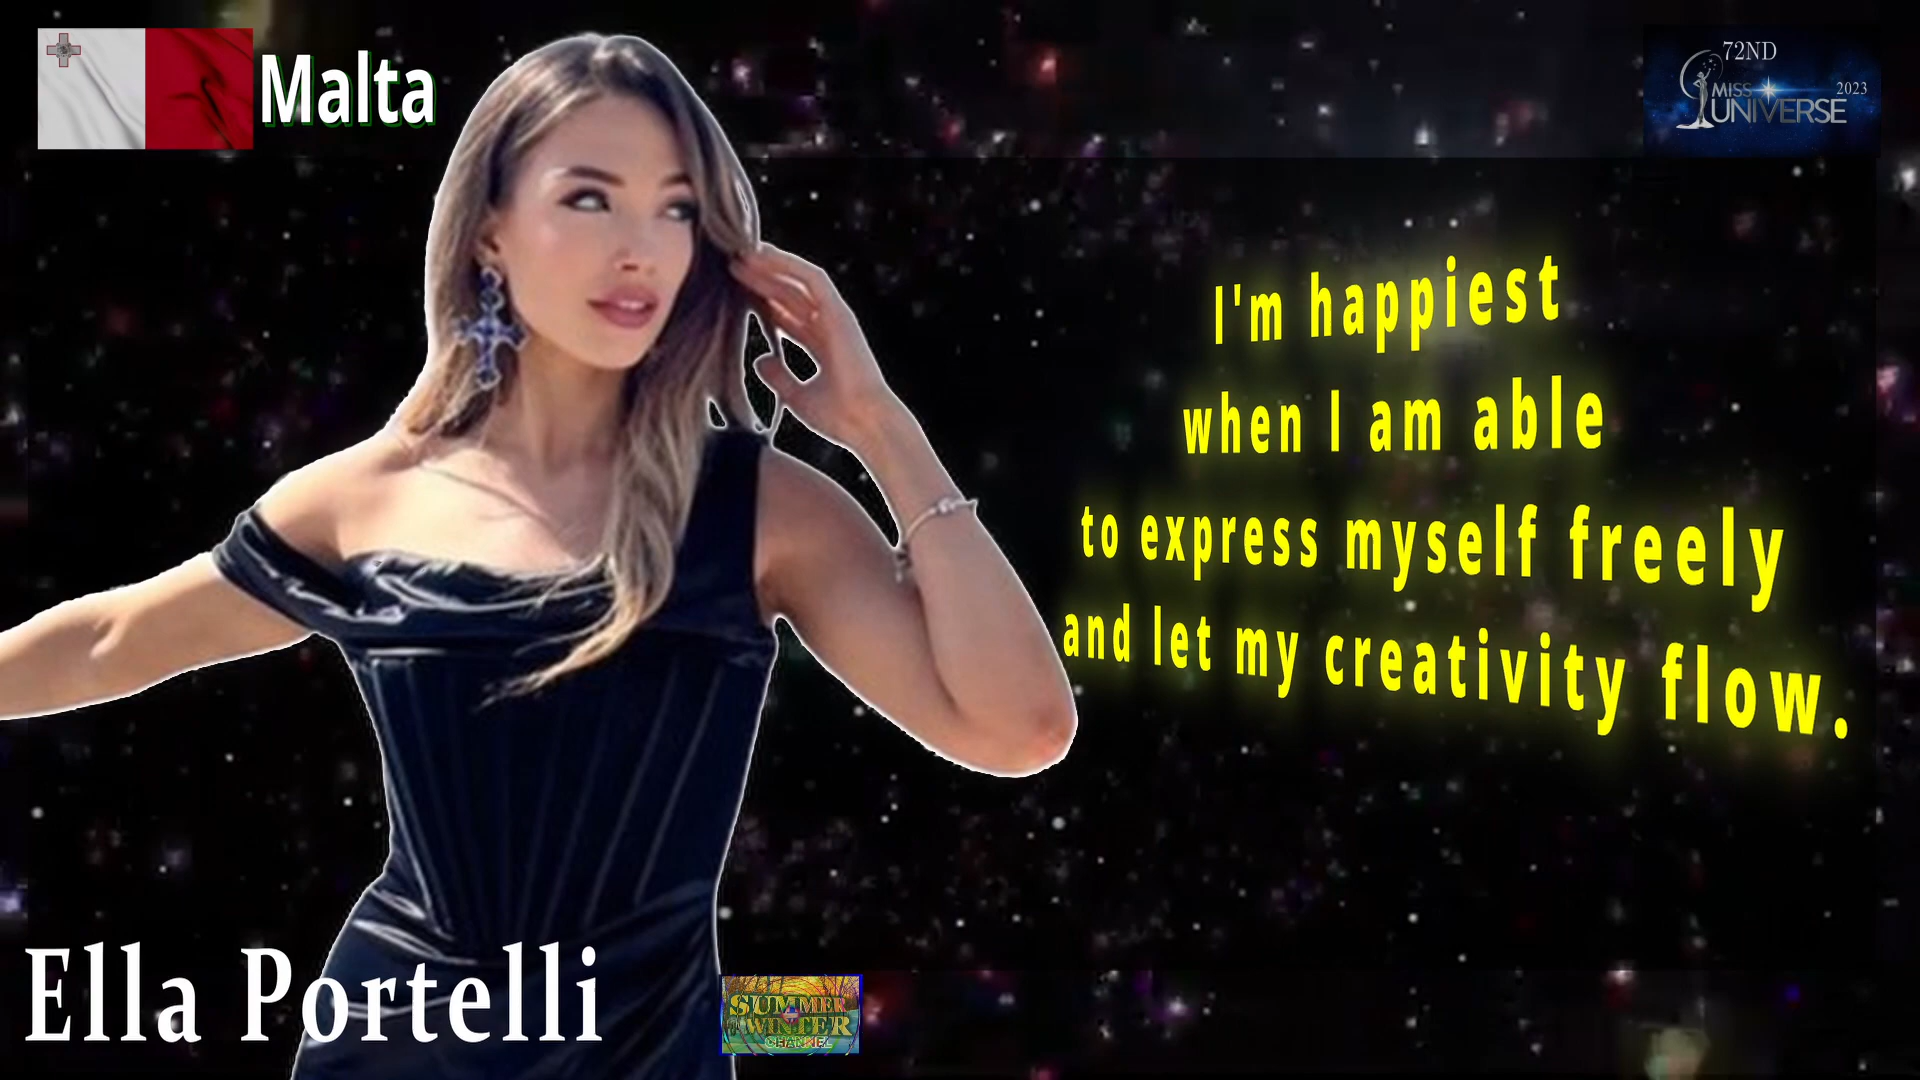 Malta
72ND
MISS
2023
UNIVERSE
I'm happiest
when I am able
to express myself freely
and let my creativity flow.
Ella Portelli
SUMMER
WINTER
CHANNEL